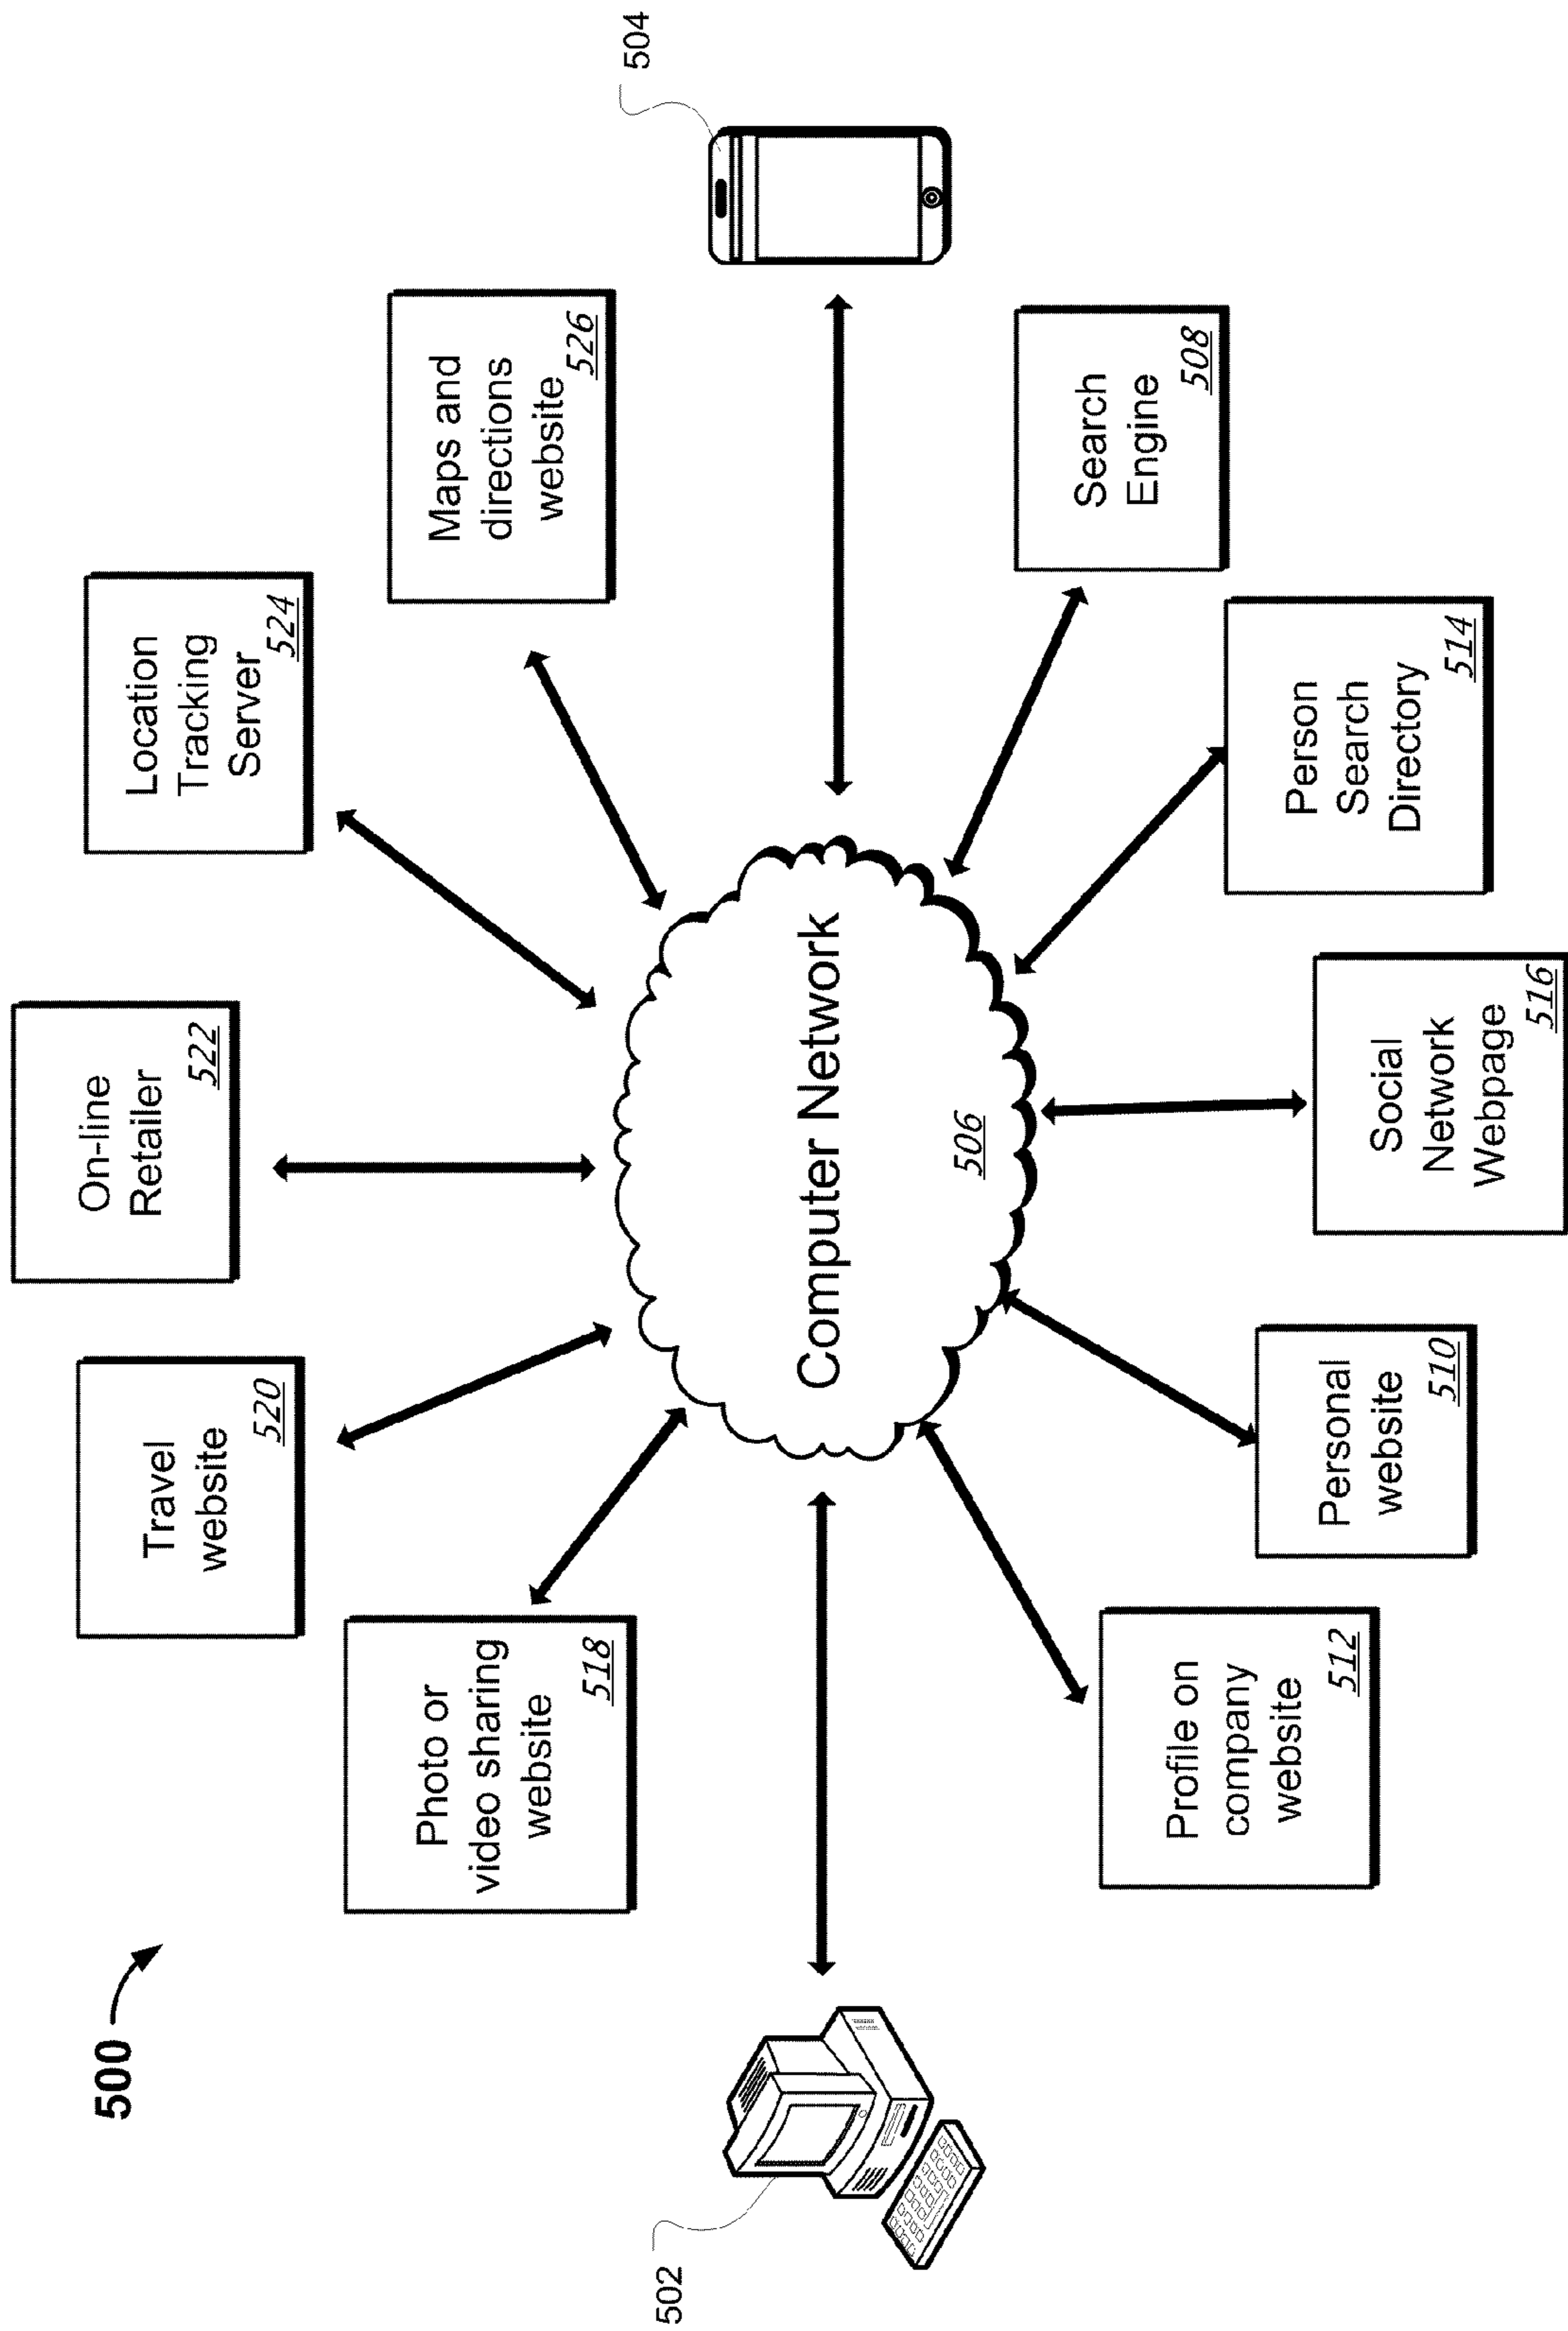 500
Travel
website
520
On-line
Retailer
522
Location
Tracking
Server
524
Photo or
video sharing
website
518
Maps and
directions
website
526
502
Computer Network
506
504
Profile on
company
website
512
Personal
website
510
Social
Network
Webpage
516
Person
Search
Directory
514
Search
Engine
508